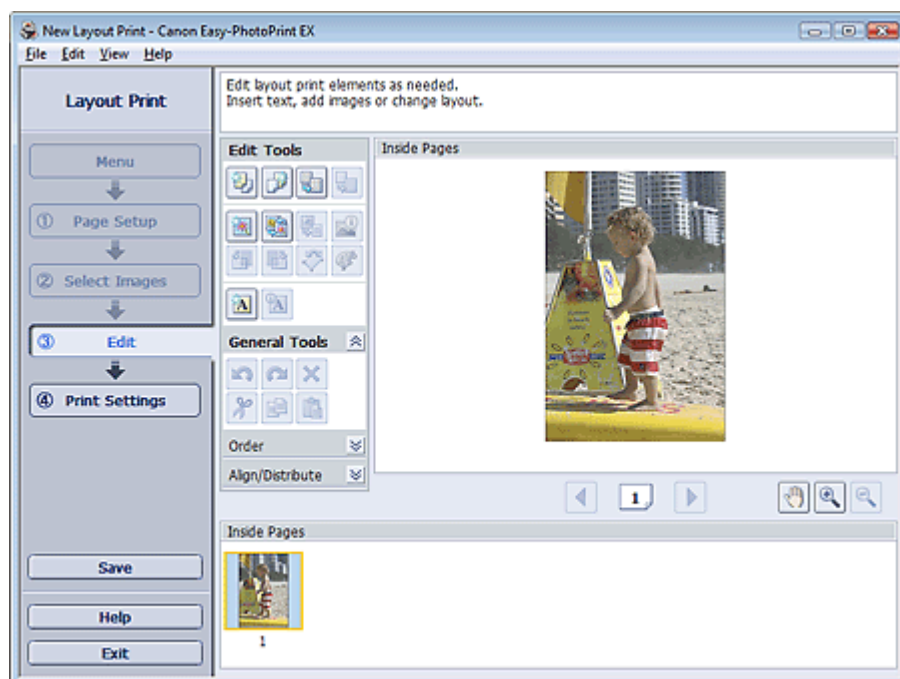 New Layout Print - Canon Easy-PhotoPrint EX
File Edit View Help
Layout Print
Edit layout print elements as needed.
Insert text, add images or change layout.
Menu
① Page Setup
② Select Images
③ Edit
④ Print Settings
Save
Help
Exit
Edit Tools
A A
General Tools
Order
Align/Distribute
Inside Pages
1
Inside Pages
1